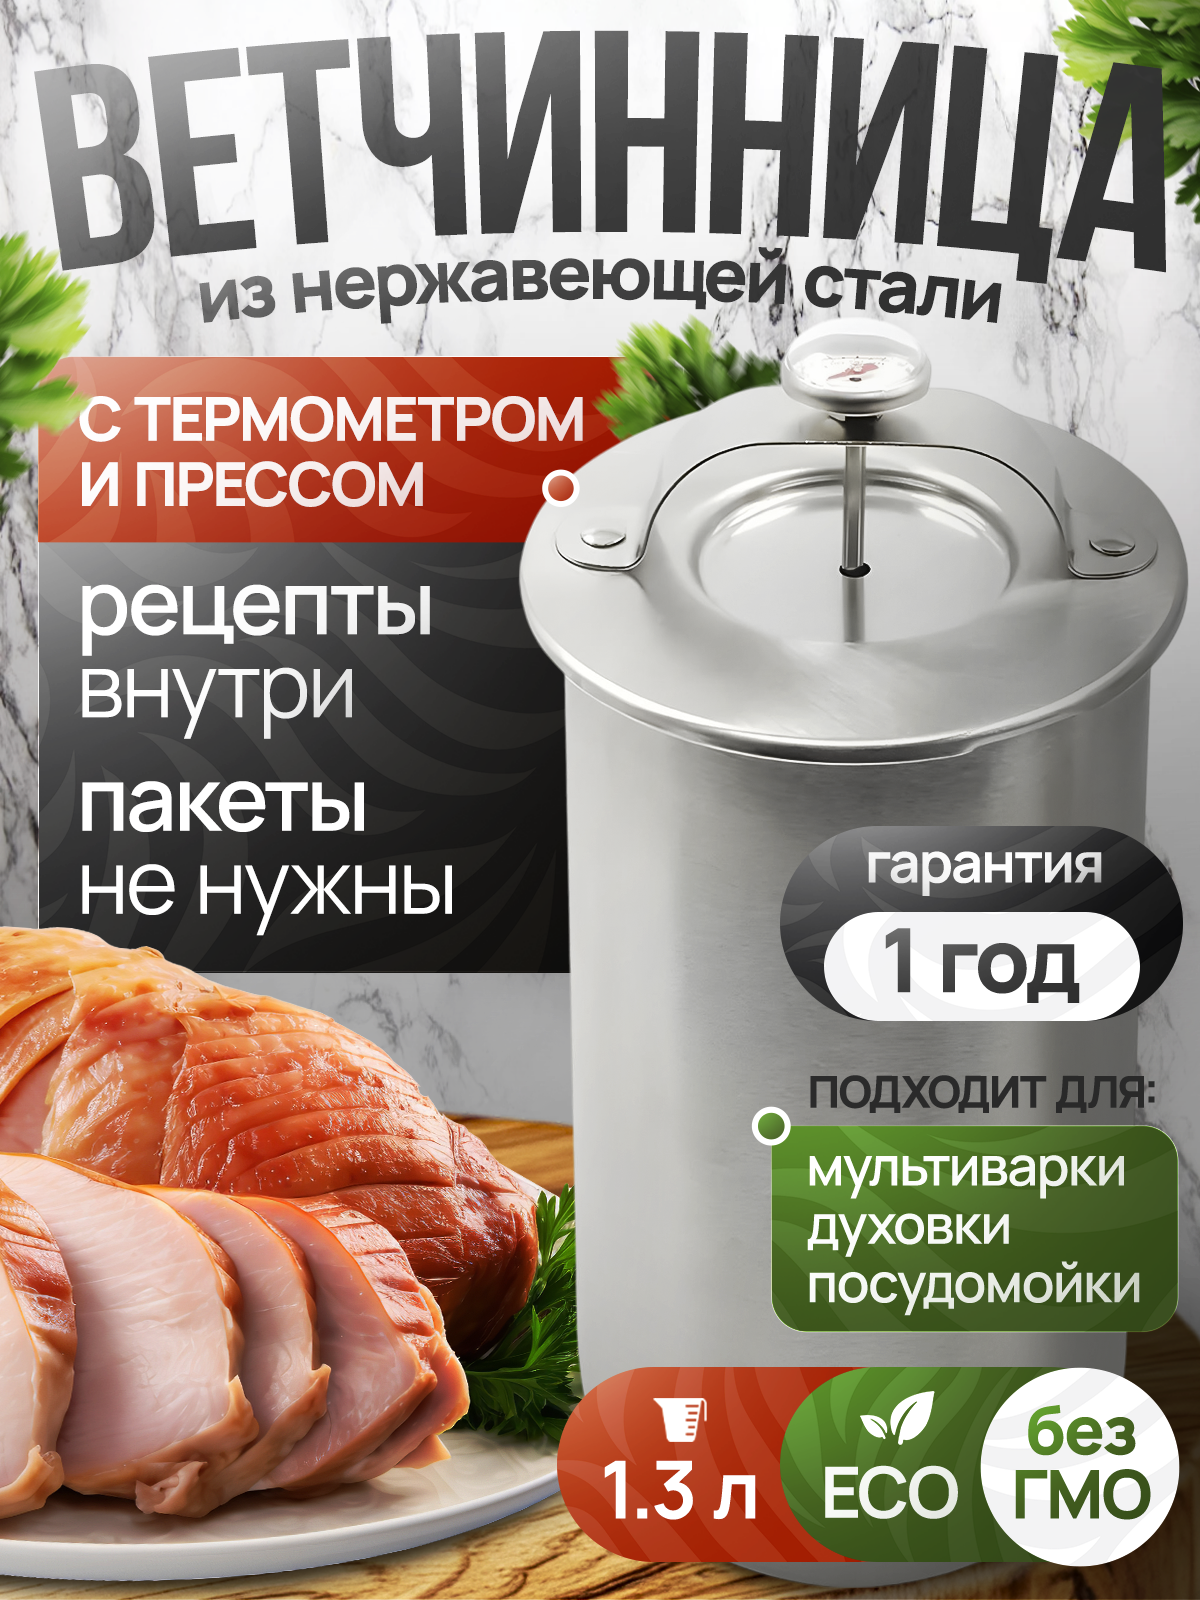 ВЕТЧИННИЦА
из нержавеющей стали
С ТЕРМОМЕТРОМ
И ПРЕССОМ
рецепты
внутри
пакеты
не нужны
гарантия
1 год
ПОДХОДИТ ДЛЯ:
мультиварки
духовки
посудомойки
1.3 л
ECO
без
ГМО